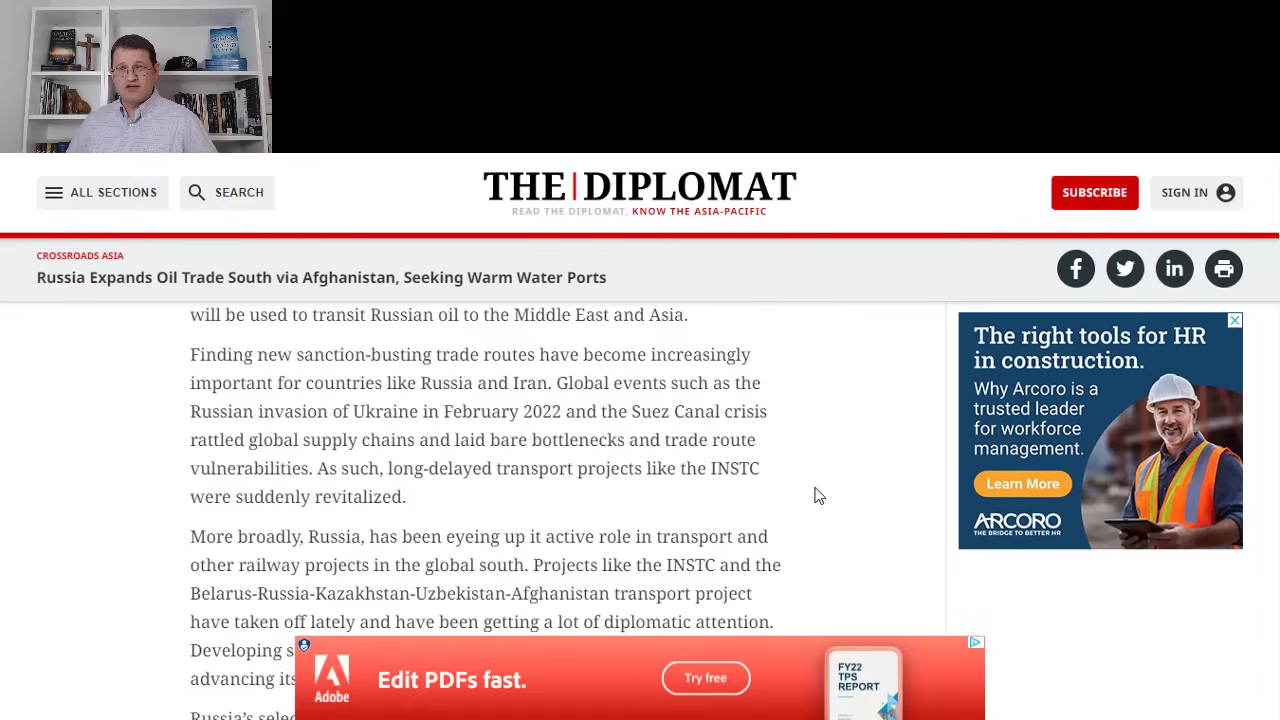 ALL SECTIONS
SEARCH
THE|DIPLOMAT
READ THE DIPLOMAT, KNOW THE ASIA-PACIFIC
SUBSCRIBE
SIGN IN
CROSSROADS ASIA
Russia Expands Oil Trade South via Afghanistan, Seeking Warm Water Ports
will be used to transit Russian oil to the Middle East and Asia.
Finding new sanction-busting trade routes have become increasingly
important for countries like Russia and Iran. Global events such as the
Russian invasion of Ukraine in February 2022 and the Suez Canal crisis
rattled global supply chains and laid bare bottlenecks and trade route
vulnerabilities. As such, long-delayed transport projects like the INSTC
were suddenly revitalized.
More broadly, Russia, has been eyeing up it active role in transport and
other railway projects in the global south. Projects like the INSTC and the
Belarus-Russia-Kazakhstan-Uzbekistan-Afghanistan transport project
have taken off lately and have been getting a lot of diplomatic attention.
Developing s
advancing its
Russia's selec
The right tools for HR
in construction.
Why Arcoro is a
trusted leader
for workforce
management.
Learn More
ARCORO
THE BRIDGE TO BETTER HR
Adobe
Edit PDFs fast.
Try free
FY22
TPS
REPORT